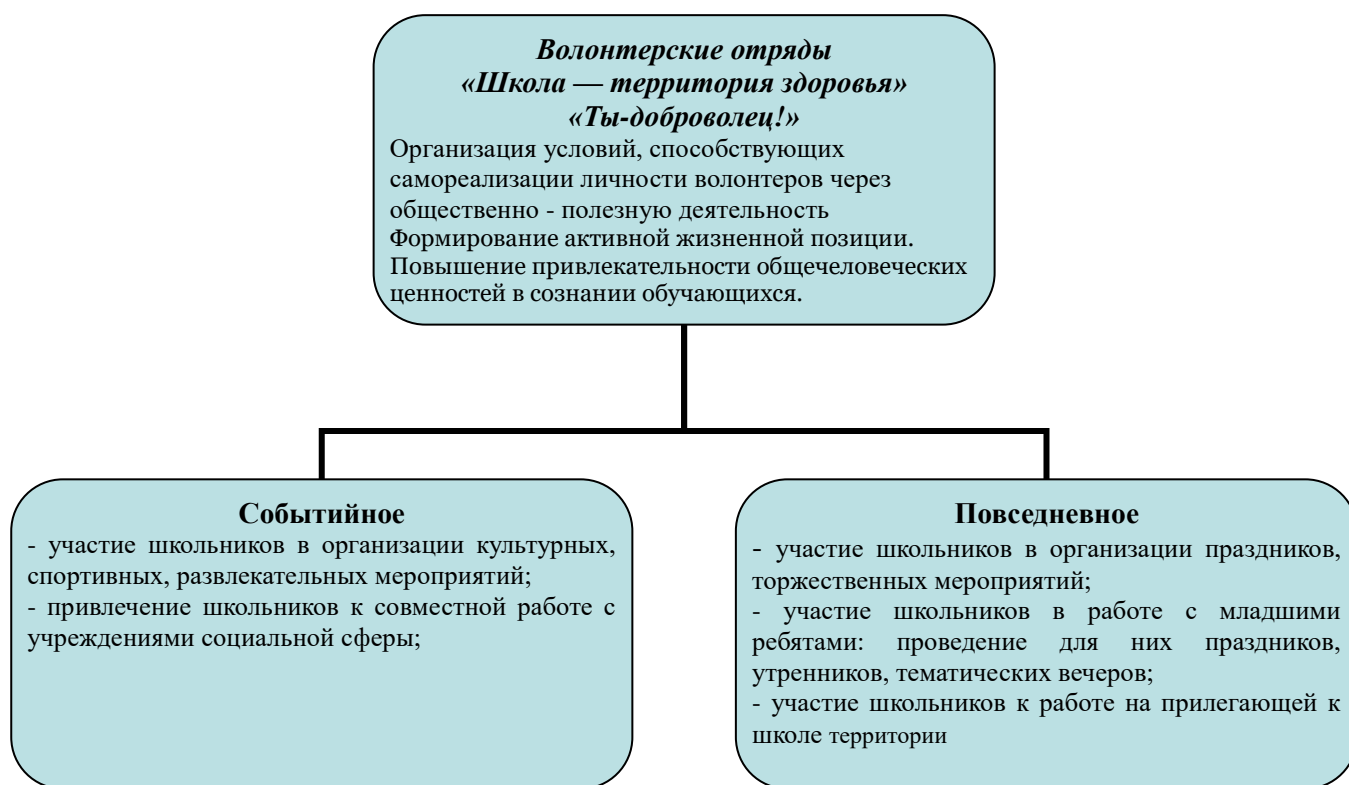 Волонтерские отряды
«Школа — территория здоровья»
«Ты-доброволец!»
Организация условий, способствующих
самореализации личности волонтеров через
общественно - полезную деятельность
Формирование активной жизненной позиции.
Повышение привлекательности общечеловеческих
ценностей в сознании обучающихся.
Событийное
- участие школьников в организации культурных,
спортивных, развлекательных мероприятий;
- привлечение школьников к совместной работе с
учреждениями социальной сферы;
Повседневное
- участие школьников в организации праздников,
торжественных мероприятий;
- участие школьников в работе с младшими
ребятами: проведение для них праздников,
утренников, тематических вечеров;
- участие школьников к работе на прилегающей к
школе территории